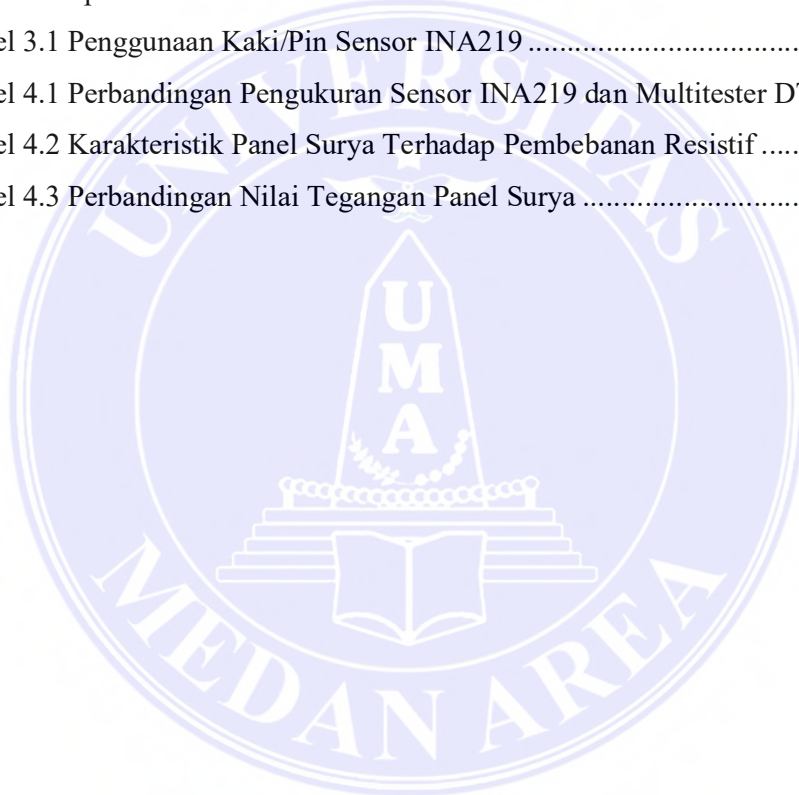 el 3.1 Penggunaan Kaki/Pin Sensor INA219 ...................................
el 4.1 Perbandingan Pengukuran Sensor INA219 dan Multitester D
el 4.2 Karakteristik Panel Surya Terhadap Pembebanan Resistif .....
el 4.3 Perbandingan Nilai Tegangan Panel Surya ............................
UNIVERSITAS
U
M
A
MEDAN AREA